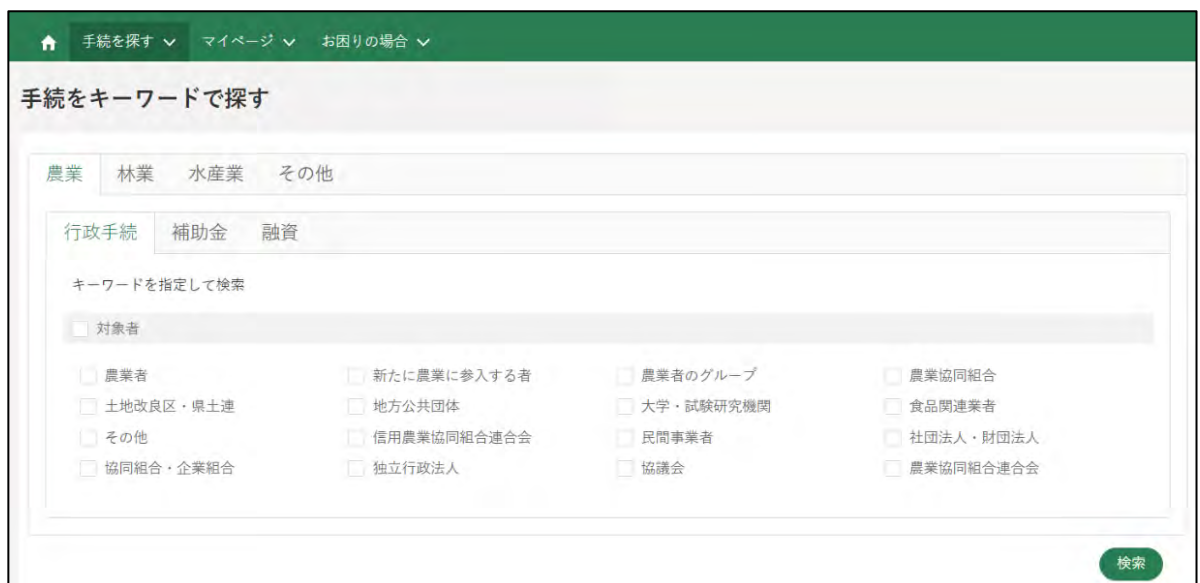 手続を探す マイページ お困りの場合
手続をキーワードで探す
農業 林業 水産業 その他
行政手続 補助金 融資
キーワードを指定して検索
対象者
農業者 新たに農業に参入する者 農業者のグループ 農業協同組合
土地改良区・県土連 地方公共団体 大学・試験研究機関 食品関連業者
その他 信用農業協同組合連合会 民間事業者 社団法人・財団法人
協同組合・企業組合 独立行政法人 協議会 農業協同組合連合会
検索